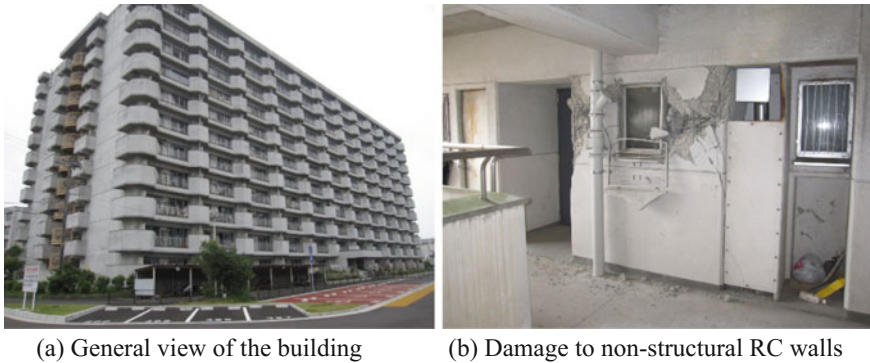 (a) General view of the building
(b) Damage to non-structural RC walls